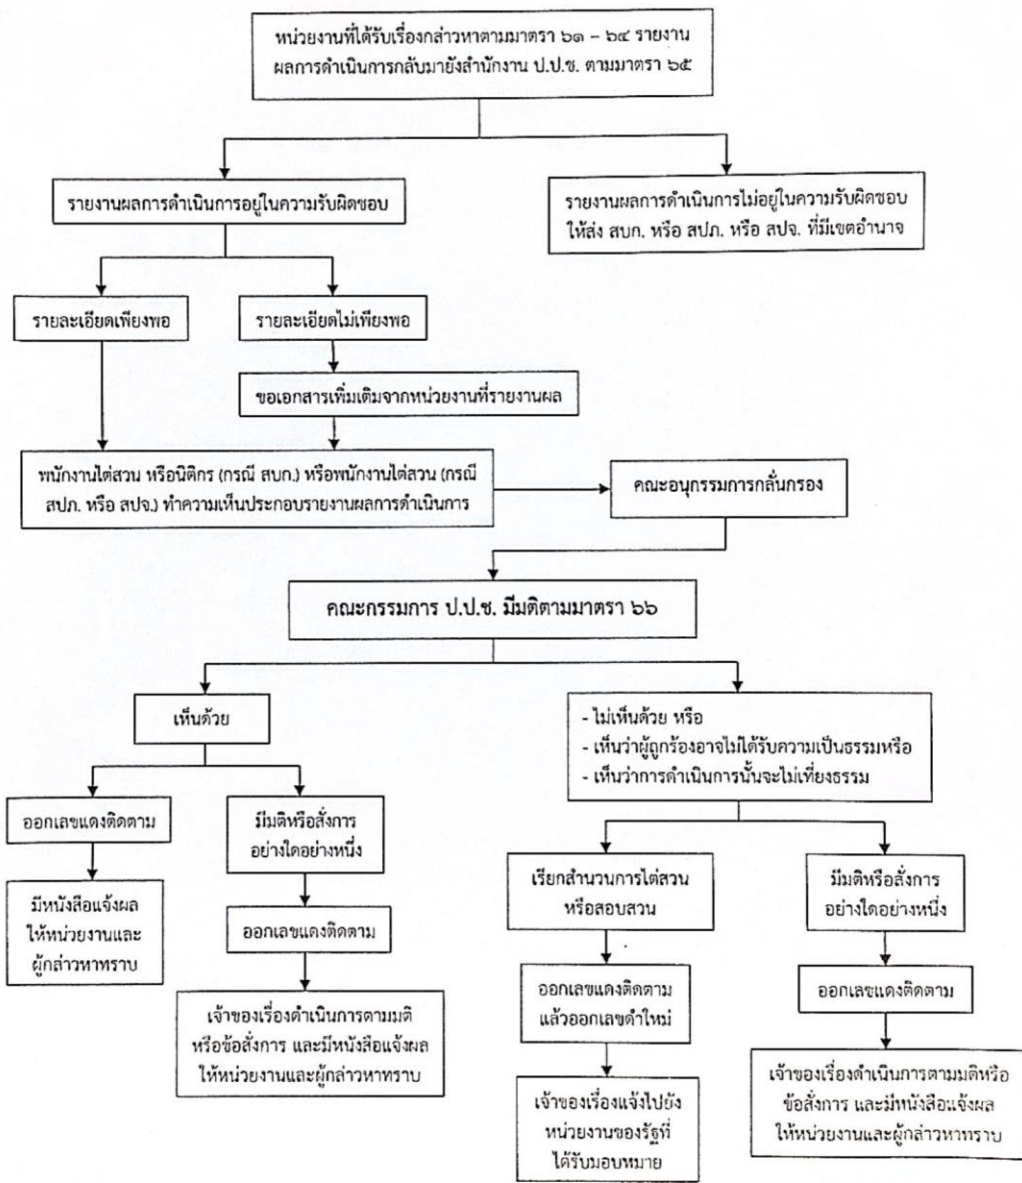 หน่วยงานที่ได้รับเรื่องกล่าวหาตามมาตรา ๖๑ - ๖๔ รายงาน
ผลการดำเนินการกลับมายังสำนักงาน ป.ป.ช. ตามมาตรา ๖๕
รายงานผลการดำเนินการอยู่ในความรับผิดชอบ
รายงานผลการดำเนินการไม่อยู่ในความรับผิดชอบ
ให้ส่ง สบก. หรือ สปภ. หรือ สปจ. ที่มีเขตอำนาจ
รายละเอียดเพียงพอ
รายละเอียดไม่เพียงพอ
ขอเอกสารเพิ่มเติมจากหน่วยงานที่รายงานผล
พนักงานไต่สวน หรือนิติกร (กรณี สบก.) หรือพนักงานไต่สวน (กรณี
สปภ. หรือ สปจ.) ทำความเห็นประกอบรายงานผลการดำเนินการ
คณะอนุกรรมการกลั่นกรอง
คณะกรรมการ ป.ป.ช. มีมติตามมาตรา ๖๖
เห็นด้วย
- ไม่เห็นด้วย หรือ
- เห็นว่าผู้ถูกร้องอาจไม่ได้รับความเป็นธรรมหรือ
- เห็นว่าการดำเนินการนั้นจะไม่เที่ยงธรรม
ออกเลขแดงติดตาม
มีหนังสือแจ้งผล
ให้หน่วยงานและ
ผู้กล่าวหาทราบ
มีมติหรือสั่งการ
อย่างใดอย่างหนึ่ง
ออกเลขแดงติดตาม
เจ้าของเรื่องดำเนินการตามมติ
หรือข้อสั่งการ และมีหนังสือแจ้งผล
ให้หน่วยงานและผู้กล่าวหาทราบ
เรียกสำนวนการไต่สวน
หรือสอบสวน
ออกเลขแดงติดตาม
แล้วออกเลขดำใหม่
เจ้าของเรื่องแจ้งไปยัง
หน่วยงานของรัฐที่
ได้รับมอบหมาย
มีมติหรือสั่งการ
อย่างใดอย่างหนึ่ง
ออกเลขแดงติดตาม
เจ้าของเรื่องดำเนินการตามมติหรือ
ข้อสั่งการ และมีหนังสือแจ้งผล
ให้หน่วยงานและผู้กล่าวหาทราบ